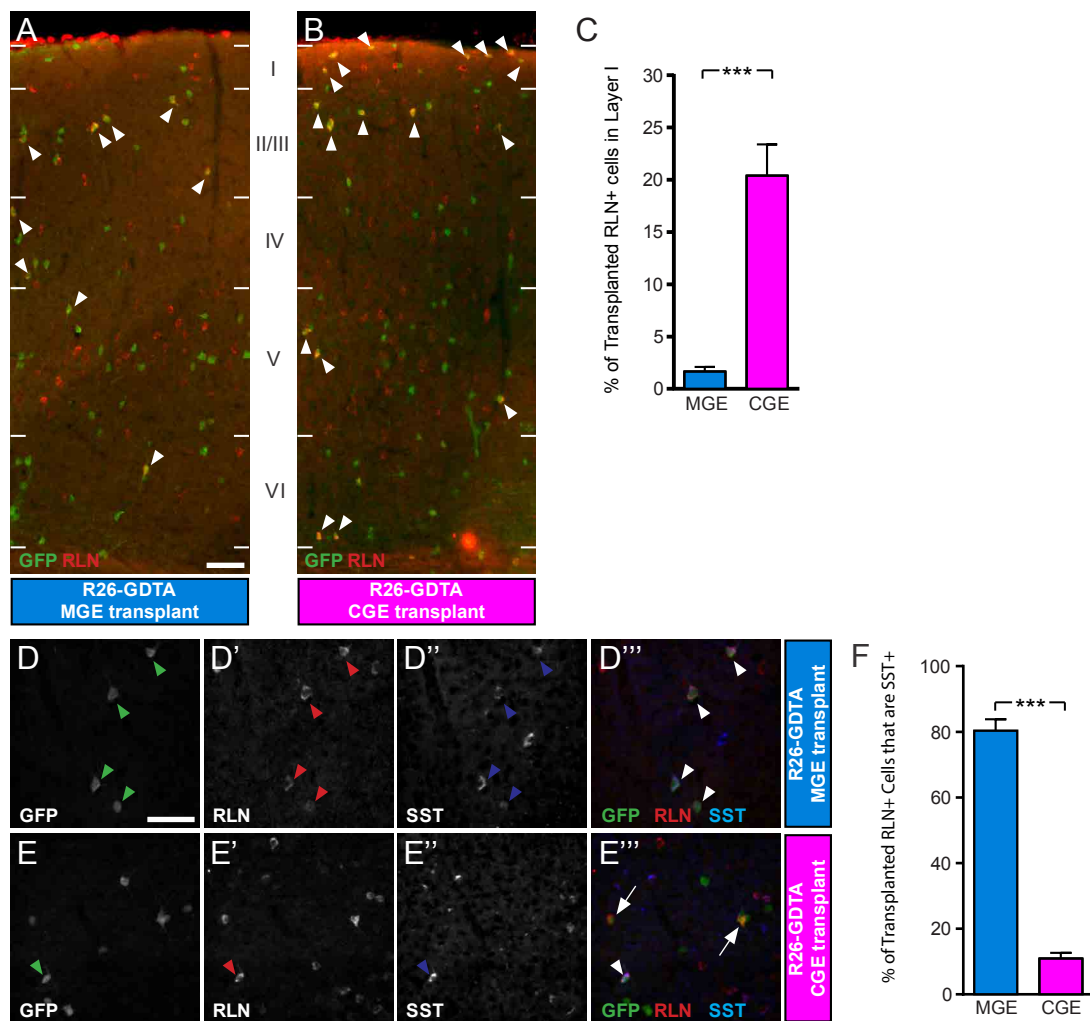 A
B
C
I
II/III
IV
V
VI
GFP RLN
GFP RLN
R26-GDTA
MGE transplant
R26-GDTA
CGE transplant
% of Transplanted RLN+ cells in Layer I
30
25
20
15
10
5
0
***
MGE
CGE
D
GFP
D'
RLN
D''
SST
D'''
GFP RLN SST
R26-GDTA
MGE transplant
E
GFP
E'
RLN
E''
SST
E'''
GFP RLN SST
R26-GDTA
CGE transplant
F
% of Transplanted RLN+ Cells that are SST+
100
80
60
40
20
0
***
MGE
CGE